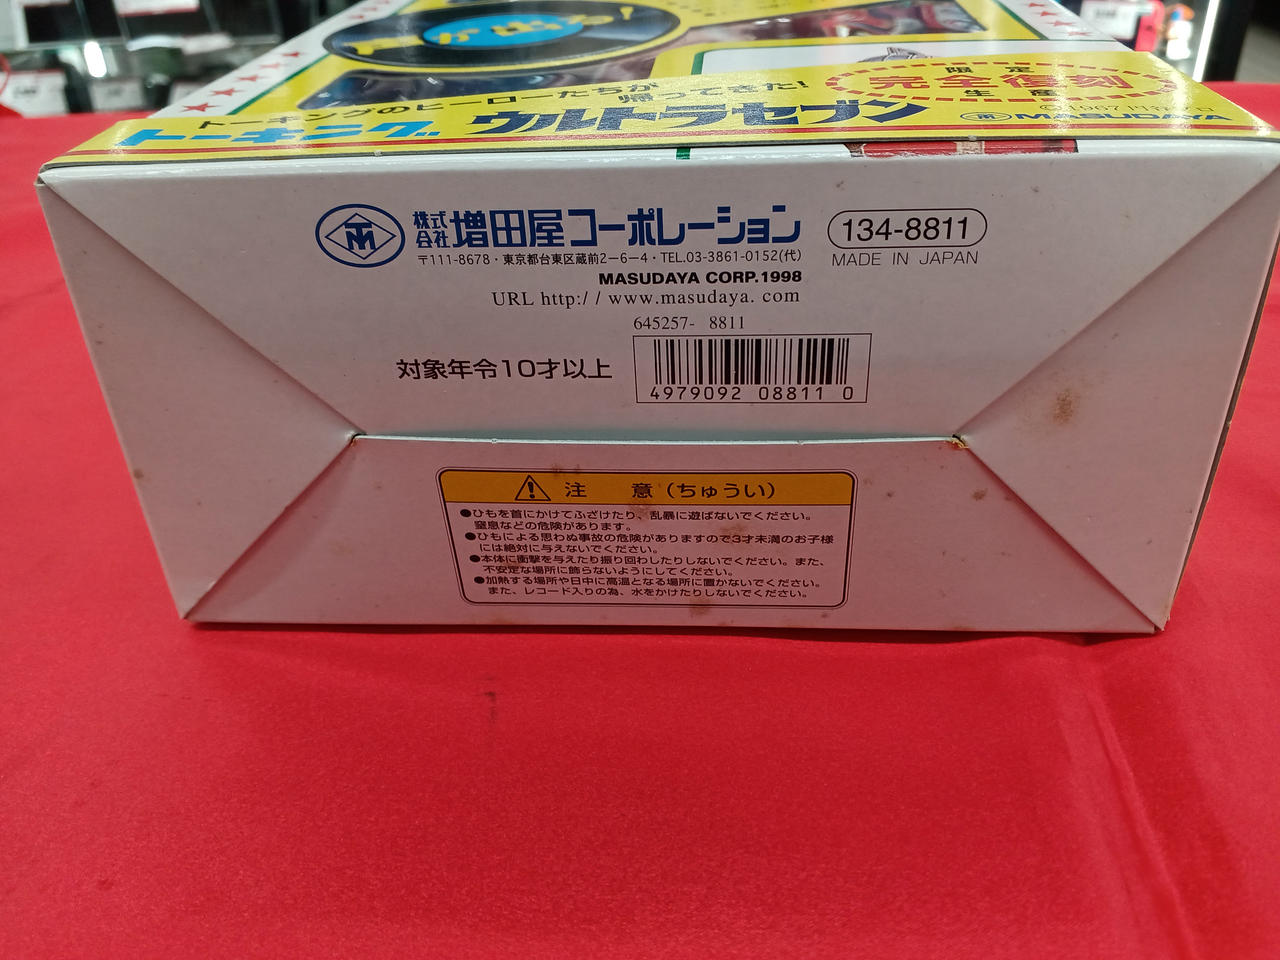 声が出る!
トーキングのヒーローたちが
帰ってきた!
限定
完全復刻
生産
トーキング ウルトラセブン
MASUDAYA
TM
株式会社 増田屋コーポレーション
〒111-8678・東京都台東区蔵前2-6-4・TEL.03-3861-0152(代)
MASUDAYA CORP.1998
URL http:/ / www.masudaya. com
134-8811
MADE IN JAPAN
645257- 8811
対象年令10才以上
4979092 08811 0
注 意(ちゅうい)
●ひもを首にかけてふざけたり、乱暴に遊ばないでください。
窒息などの危険があります。
●ひもによる思わぬ事故の危険がありますので3才未満のお子様
には絶対に与えないでください。
●本体に衝撃を与えたり振り回わしたりしないでください。また、
不安定な場所に飾らないようにしてください。
●加熱する場所や日中に高温となる場所に置かないでください。
また、レコード入りの為、水をかけたりしないでください。